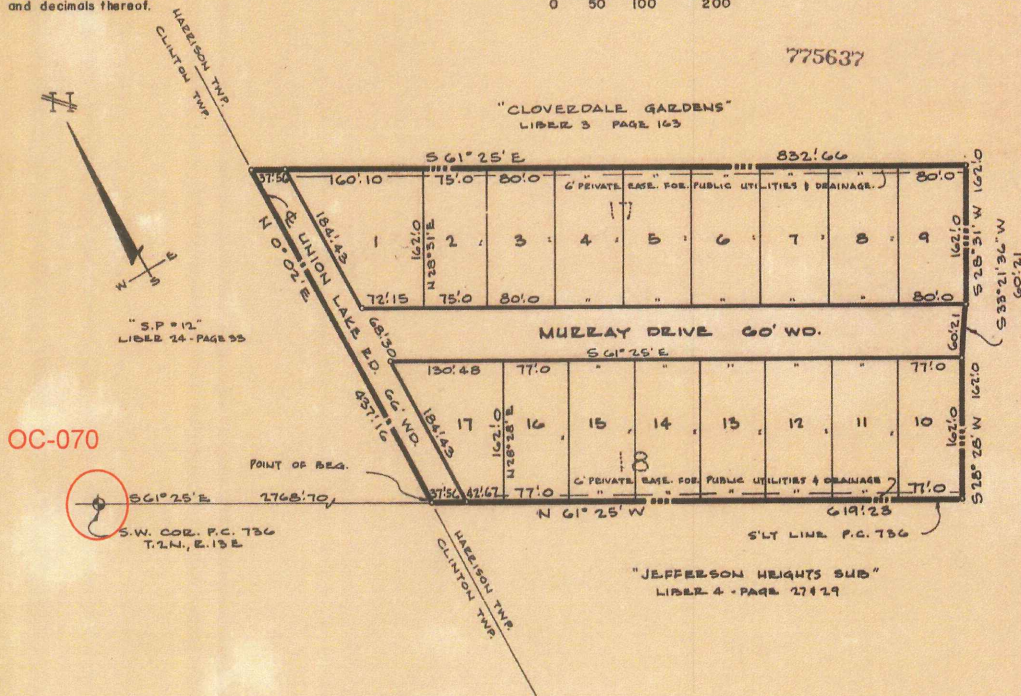 and decimals thereof.
0 50 100 200
775637
HARRISON TWP.
CLINTON TWP.
N
W
S
E
"CLOVERDALE GARDENS"
LIBER 3 PAGE 163
S 61° 25' E
832.'66
37.'56
160.'10
75.'0
80.'0
6' PRIVATE EASE. FOR PUBLIC UTILITIES & DRAINAGE.
80.'0
17
184.'43
1
162.'0
N 28° 31' E
2
"
3
"
4
"
5
"
6
"
7
"
8
"
9
162.'0
S 28° 31' W 162.'0
72.'15
75.'0
80.'0
"
"
"
"
"
80.'0
S 33° 21' 36" W
60.'21
60.'21
℄ UNION LAKE RD. 66' WD.
N 0° 02' E
437.'16
68.'30
MURRAY DRIVE 60' WD.
S 61° 25' E
"S.P #12"
LIBER 24 - PAGE 33
130.'48
77.'0
"
"
"
"
"
77.'0
184.'43
17
162.'0
N 28° 28' E
16
"
15
"
14
"
13
"
12
"
11
"
10
162.'0
S 28° 28' W 162.'0
18
6' PRIVATE EASE. FOR PUBLIC UTILITIES & DRAINAGE
OC-070
POINT OF BEG.
S 61° 25' E 2768.'70
37.'56
42.'67
77.'0
"
"
"
"
"
77.'0
N 61° 25' W
619.'23
S.W. COR. P.C. 736
T.2N., R.13E
S'LY LINE P.C. 736
HARRISON TWP.
CLINTON TWP.
"JEFFERSON HEIGHTS SUB"
LIBER 4 - PAGE 27 & 29